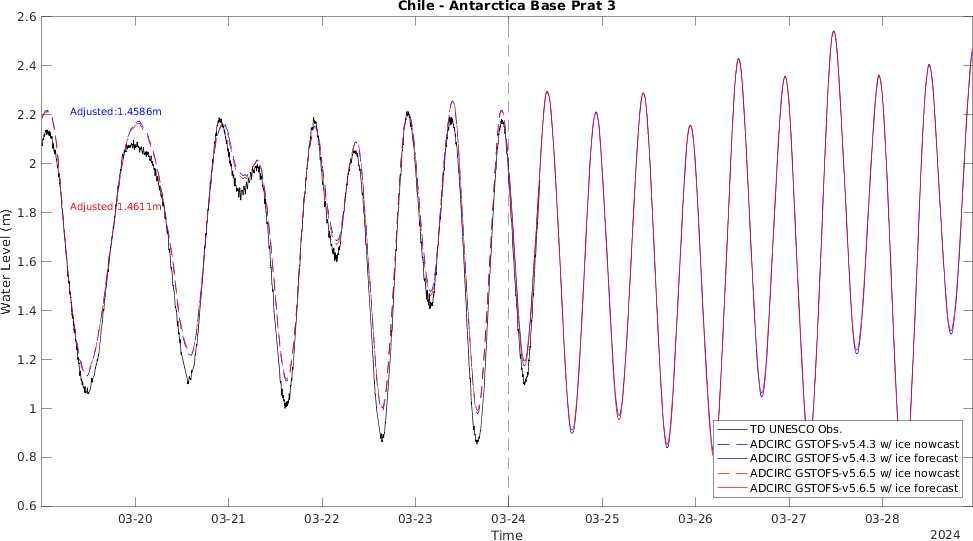 Chile - Antarctica Base Prat 3
2.6
2.4
2.2
2
1.8
1.6
1.4
1.2
1
0.8
0.6
Water Level (m)
Adjusted:1.4586m
Adjusted:1.4611m
TD UNESCO Obs.
ADCIRC GSTOFS-v5.4.3 w/ ice nowcast
ADCIRC GSTOFS-v5.4.3 w/ ice forecast
ADCIRC GSTOFS-v5.6.5 w/ ice nowcast
ADCIRC GSTOFS-v5.6.5 w/ ice forecast
03-20 03-21 03-22 03-23 03-24 03-25 03-26 03-27 03-28
Time
2024